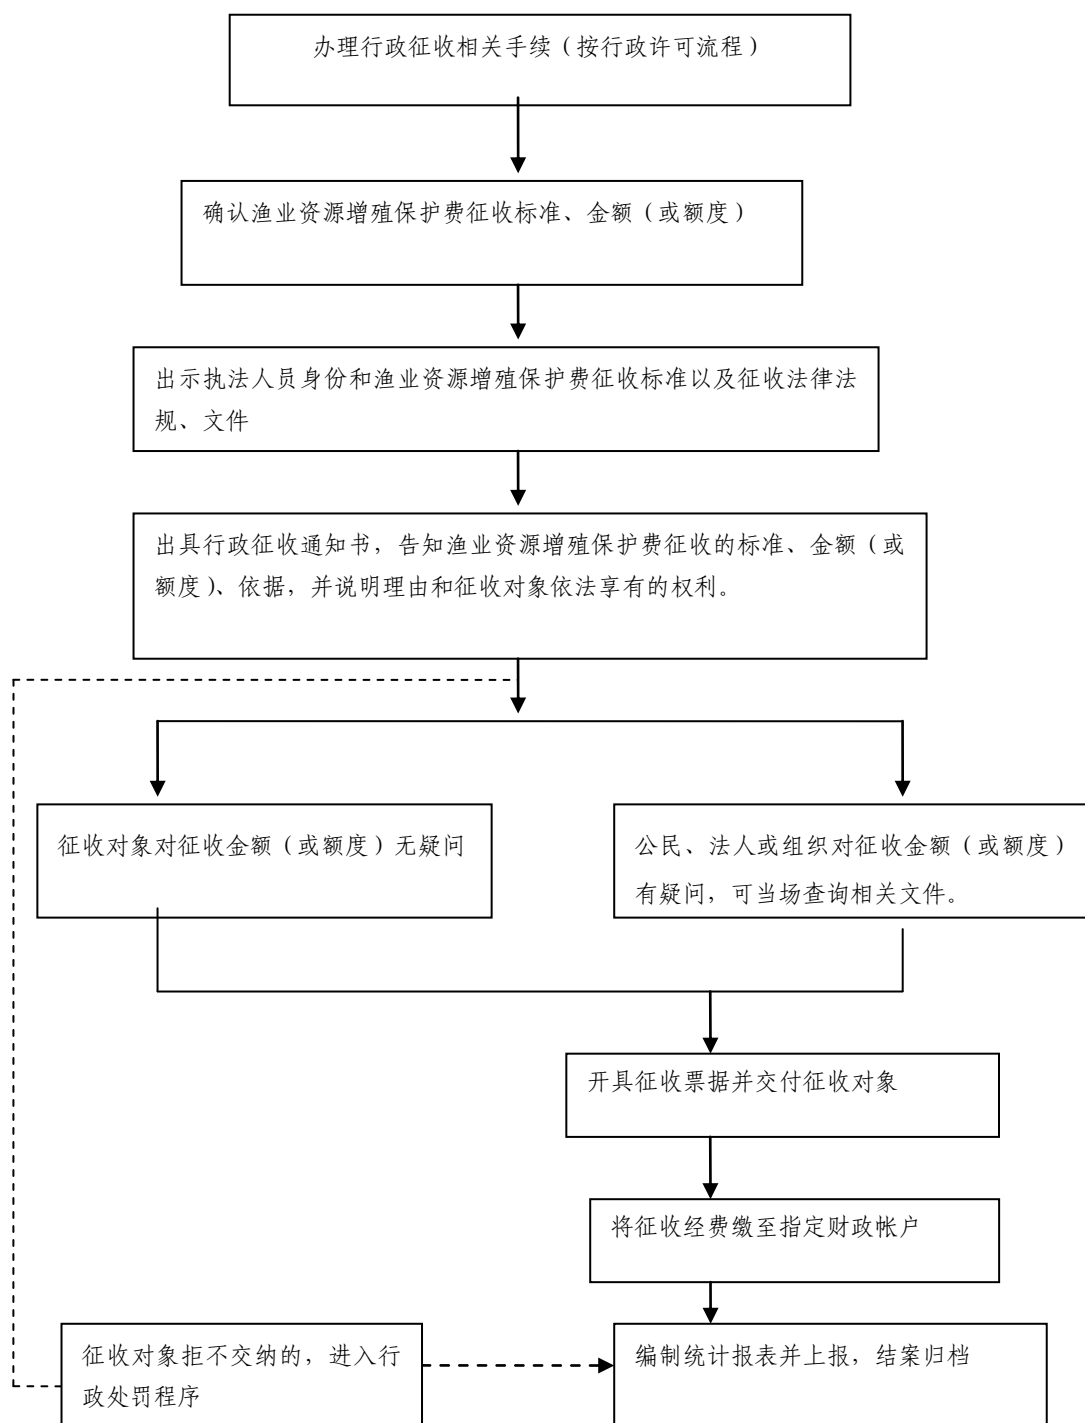 办理行政征收相关手续（按行政许可流程）
确认渔业资源增殖保护费征收标准、金额（或额度）
出示执法人员身份和渔业资源增殖保护费征收标准以及征收法律法
规、文件
出具行政征收通知书，告知渔业资源增殖保护费征收的标准、金额（或
额度）、依据，并说明理由和征收对象依法享有的权利。
征收对象对征收金额（或额度）无疑问
公民、法人或组织对征收金额（或额度）
有疑问，可当场查询相关文件。
开具征收票据并交付征收对象
将征收经费缴至指定财政帐户
征收对象拒不交纳的，进入行
政处罚程序
编制统计报表并上报，结案归档